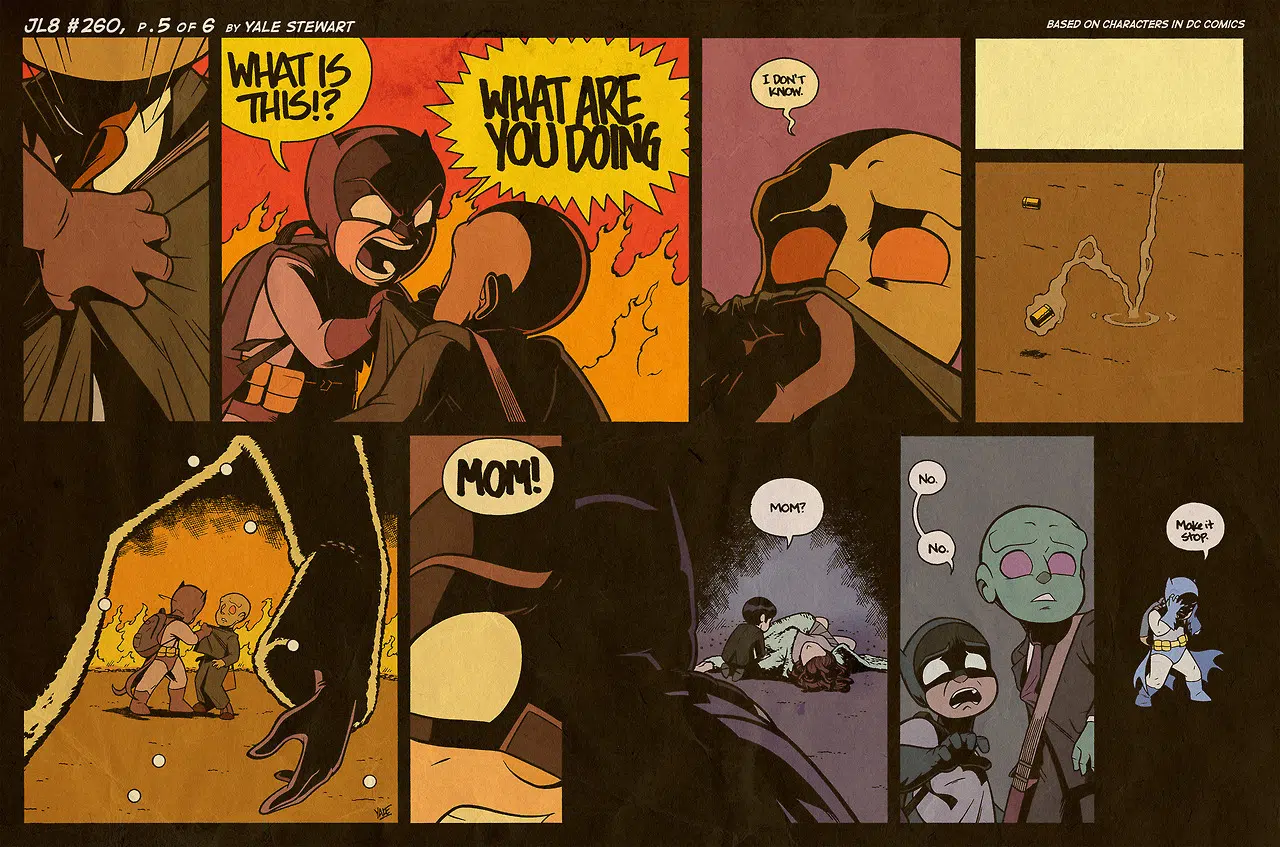 JL8 #260, P. 5 OF 6 BY YALE STEWART
BASED ON CHARACTERS IN DC COMICS
WHAT IS
THIS!?
WHAT ARE
YOU DOING
I DON'T
KNOW.
YALE
MOM!
MOM?
No.
No.
Make it
stop.